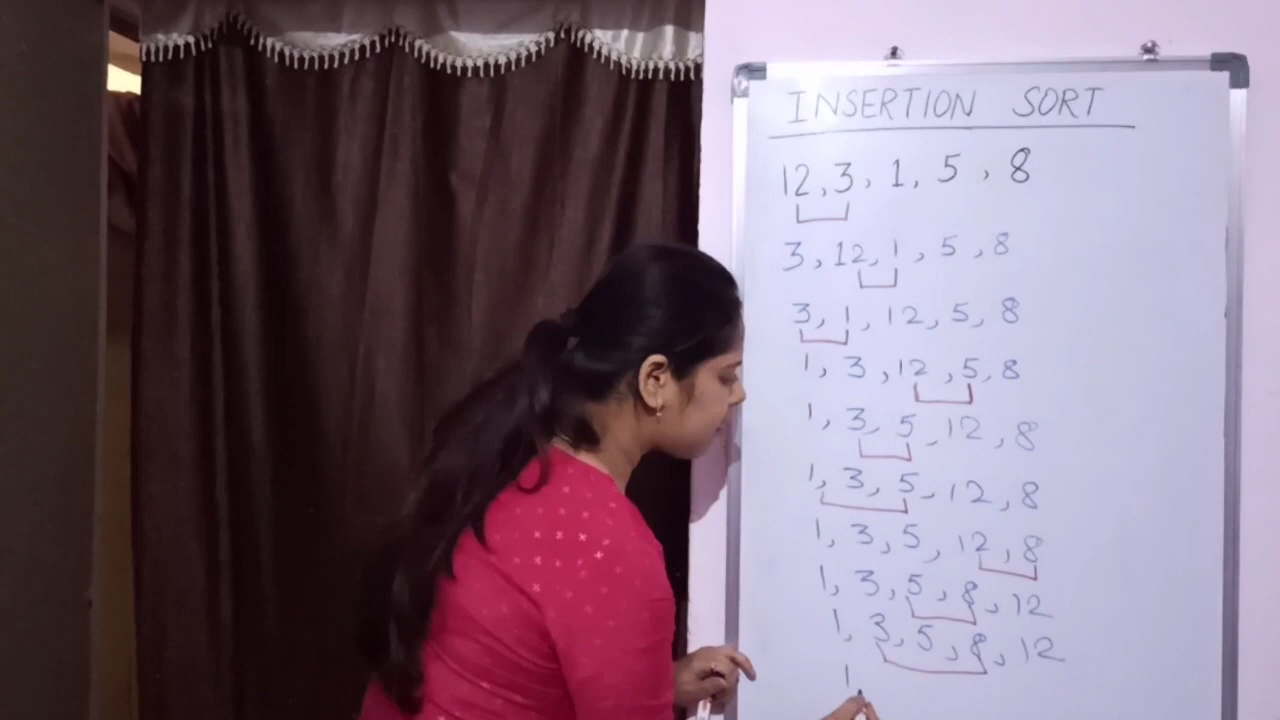 INSERTION SORT
12, 3, 1, 5, 8
3, 12, 1, 5, 8
3, 1, 12, 5, 8
1, 3, 12, 5, 8
1, 3, 5, 12, 8
1, 3, 5, 12, 8
1, 3, 5, 12, 8
1, 3, 5, 8, 12
1, 3, 5, 8, 12
1